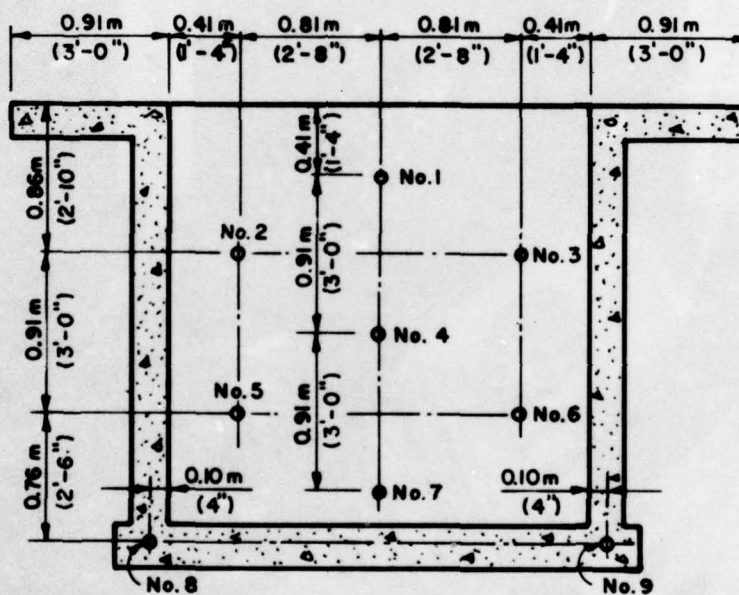 0.91m 0.41m 0.81m 0.81m 0.41m 0.91m
(3'-0") (1'-4") (2'-8") (2'-8") (1'-4") (3'-0")
0.41m
(1'-4")
No.1
0.86m
(2'-10")
No.2
No.3
0.91m
(3'-0")
0.91m
(3'-0")
No. 4
No.5
No.6
0.91m
(3'-0")
0.76m
(2'-6")
0.10m
(4")
No.7
0.10m
(4")
No.8
No.9